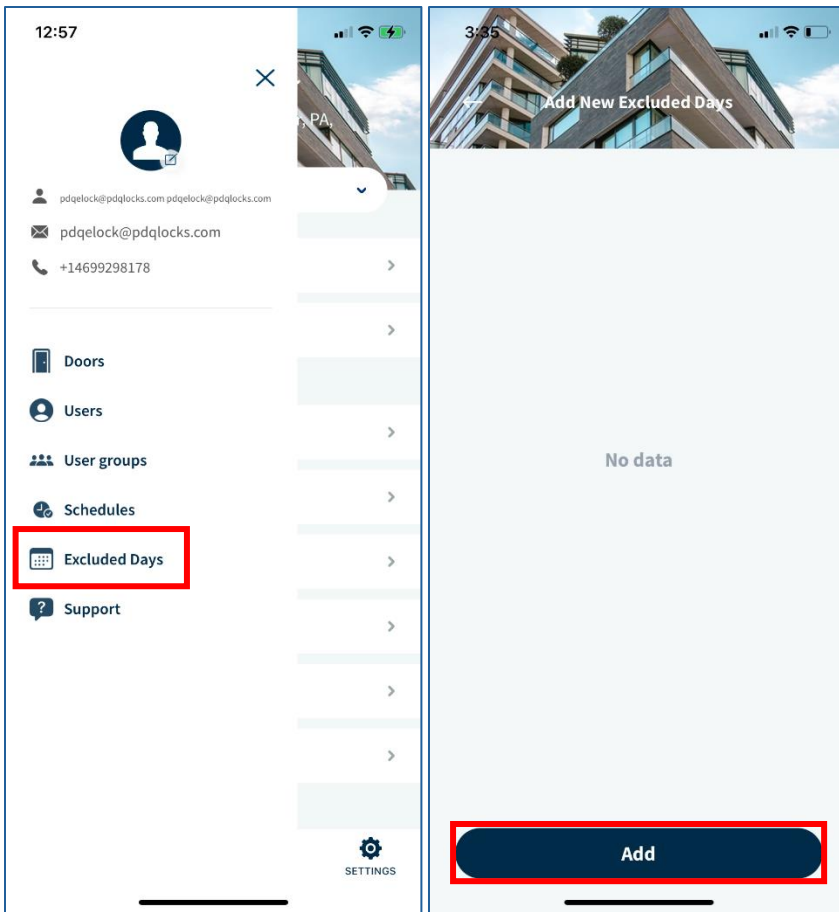 12:57
, PA,
pdqelock@pdqlocks.com pdqelock@pdqlocks.com
pdqelock@pdqlocks.com
+14699298178
Doors
Users
User groups
Schedules
Excluded Days
Support
SETTINGS
3:35
Add New Excluded Days
No data
Add